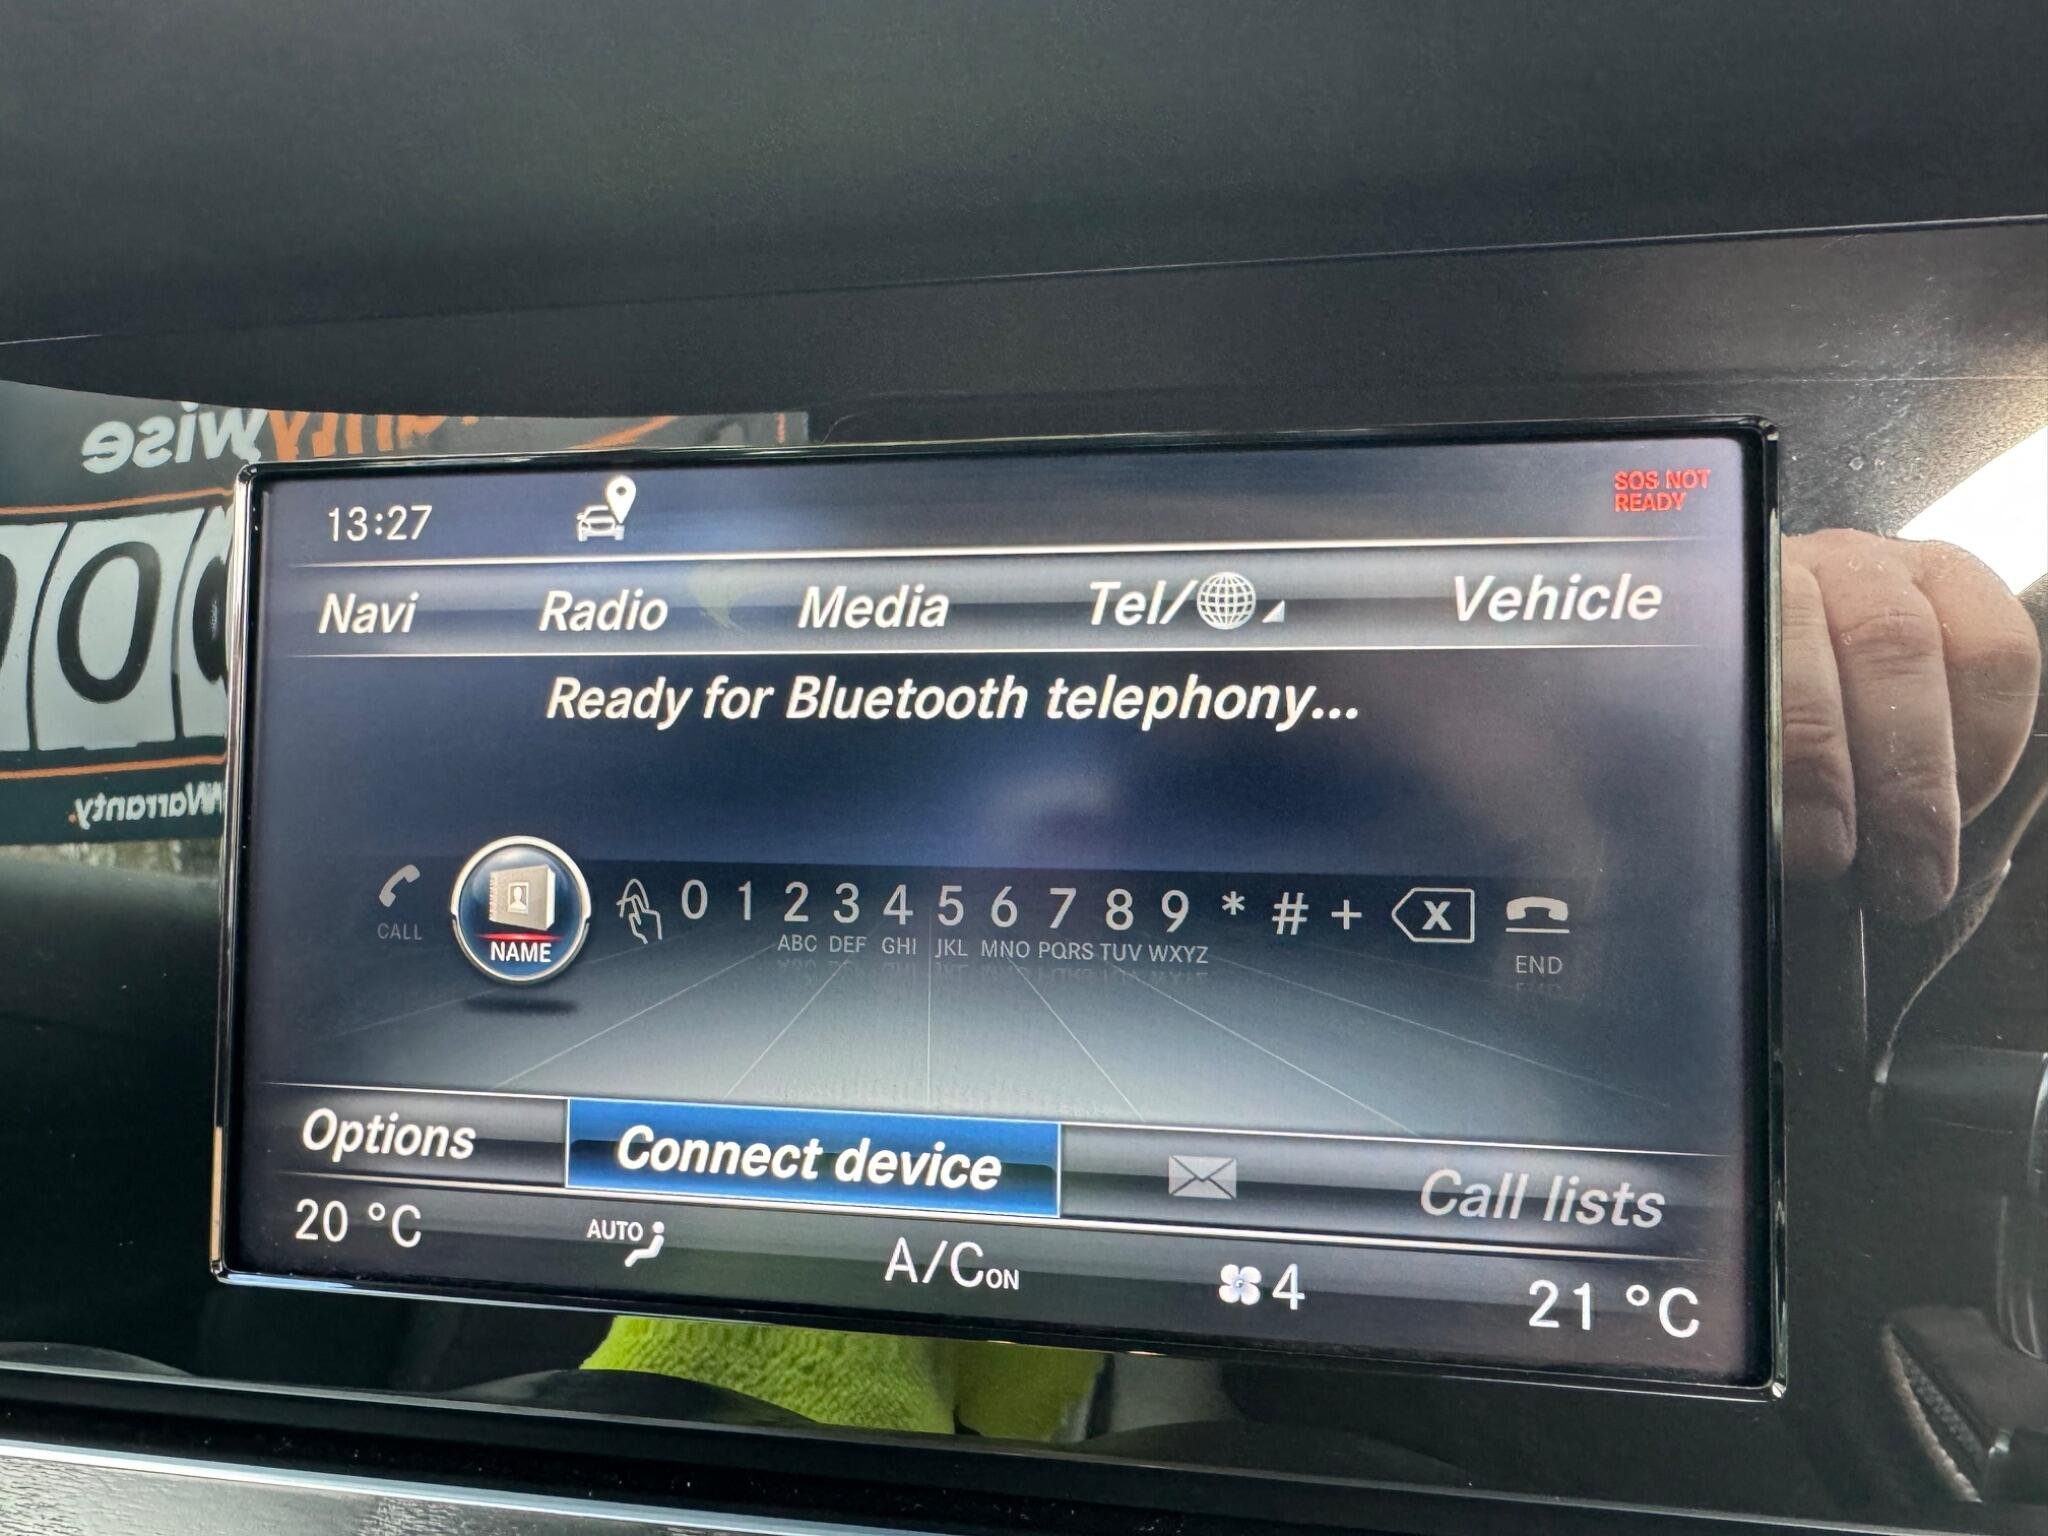 wise
13:27
SOS NOT
READY
Navi Radio Media Tel/ Vehicle
Ready for Bluetooth telephony...
0 1 2 3 4 5 6 7 8 9 * # + X
CALL NAME ABC DEF GHI JKL MNO PQRS TUV WXYZ END
Warranty
Options Connect device Call lists
20 °C AUTO A/C ON 4 21 °C